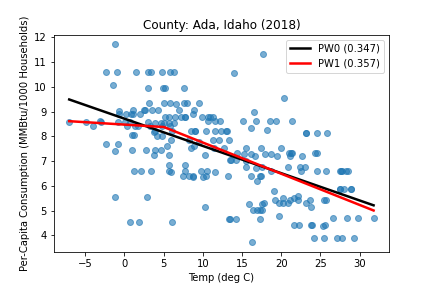 County: Ada, Idaho (2018)
PW0 (0.347)
PW1 (0.357)
Per-Capita Consumption (MMBtu/1000 Households)
12
11
10
9
8
7
6
5
4
−5 0 5 10 15 20 25 30
Temp (deg C)